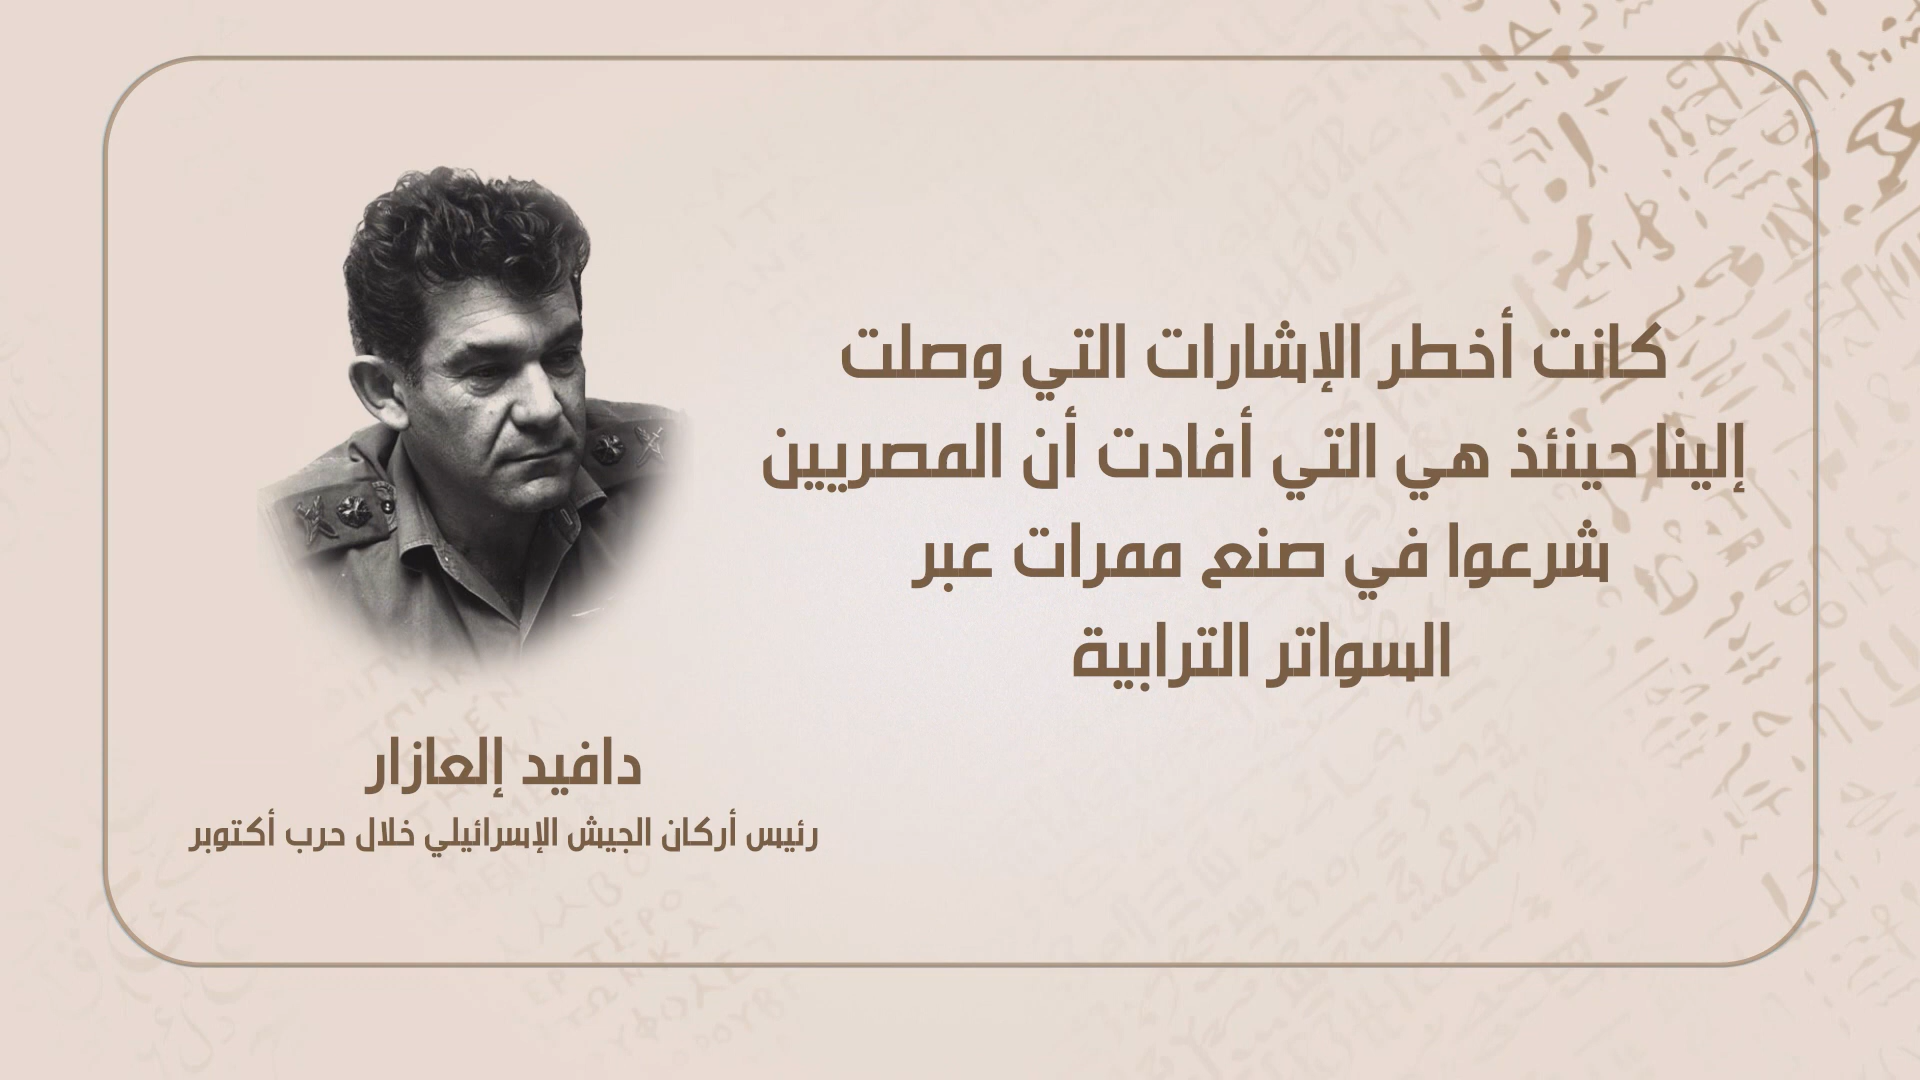 كانت أخطر الإشارات التي وصلت
إلينا حينئذ هي التي أفادت أن المصريين
شرعوا في صنع ممرات عبر
السواتر الترابية
دافيد إلعازار
رئيس أركان الجيش الإسرائيلي خلال حرب أكتوبر